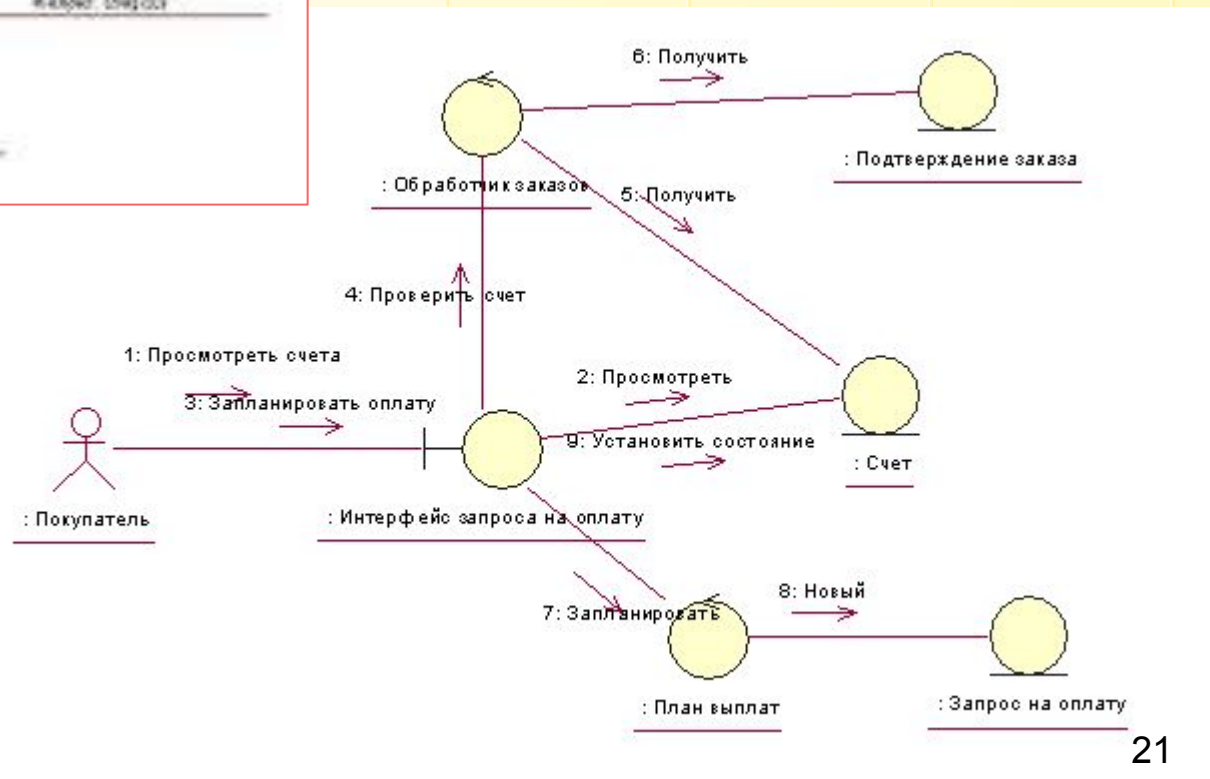 6: Получить
: Подтверждение заказа
: Обработчик заказов
5: Получить
4: Проверить счет
1: Просмотреть счета
2: Просмотреть
3: Запланировать оплату
9: Установить состояние
: Счет
: Покупатель
: Интерфейс запроса на оплату
8: Новый
7: Запланировать
: План выплат
: Запрос на оплату
21